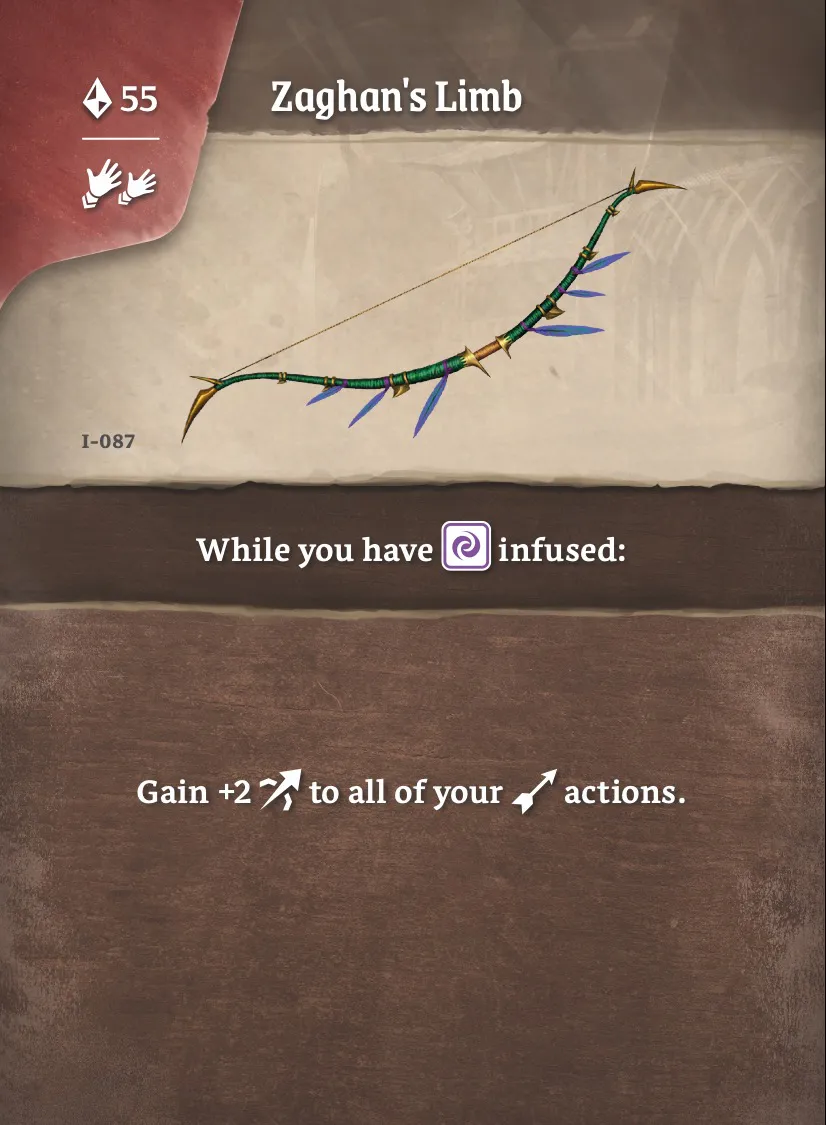 55
Zaghan's Limb
I-087
While you have infused:
Gain +2 to all of your actions.